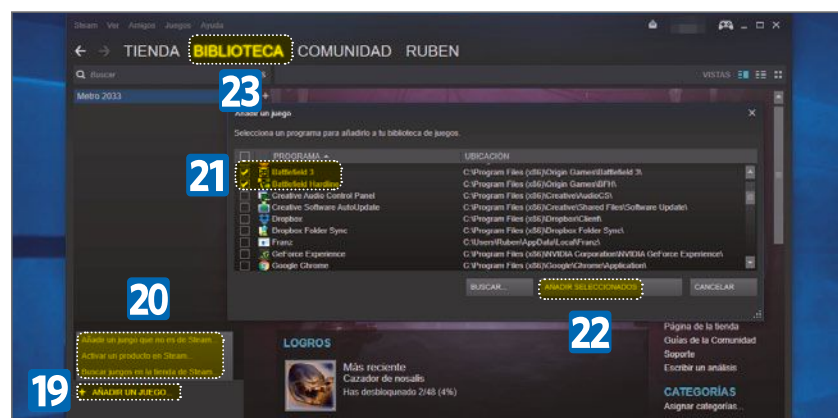 Steam Ver Amigos Juegos Ayuda
TIENDA BIBLIOTECA COMUNIDAD RUBEN
Buscar
VISTAS
23
Metro 2033
Añadir un juego
Selecciona un programa para añadirlo a tu biblioteca de juegos.
PROGRAMA UBICACIÓN
21
Battlefield 3 C:\Program Files (x86)\Origin Games\Battlefield 3\
Battlefield Hardline C:\Program Files (x86)\Origin Games\BFH\
Creative Audio Control Panel C:\Program Files (x86)\Creative\AudioCS\
Creative Software AutoUpdate C:\Program Files (x86)\Creative\Shared Files\Software Update\
Dropbox C:\Program Files (x86)\Dropbox\Client\
Dropbox Folder Sync C:\Program Files (x86)\Dropbox Folder Sync\
Franz C:\Users\Ruben\AppData\Local\Franz\
GeForce Experience C:\Program Files (x86)\NVIDIA Corporation\NVIDIA GeForce Experience\
Google Chrome C:\Program Files (x86)\Google\Chrome\Application\
BUSCAR... AÑADIR SELECCIONADOS CANCELAR
20
22
Añade un juego que no es de Steam...
Activar un producto en Steam...
Buscar juegos en la tienda de Steam...
19
+ AÑADIR UN JUEGO...
LOGROS
Más reciente
Cazador de nosalis
Has desbloqueado 2/48 (4%)
Página de la tienda
Guías de la Comunidad
Soporte
Escribir un análisis
CATEGORÍAS
Asignar categorías...